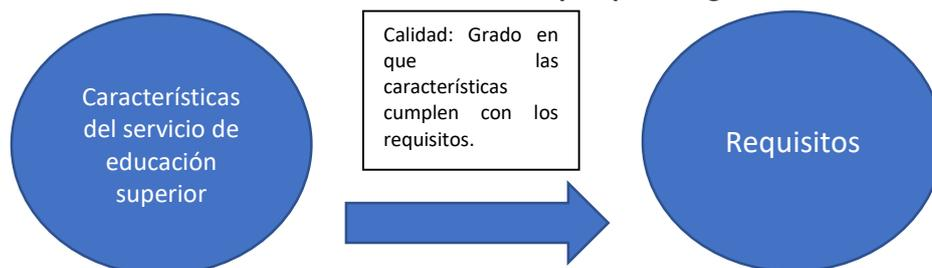 Calidad: Grado en
que las
características
cumplen con los
requisitos.
Características
del servicio de
educación
superior
Requisitos